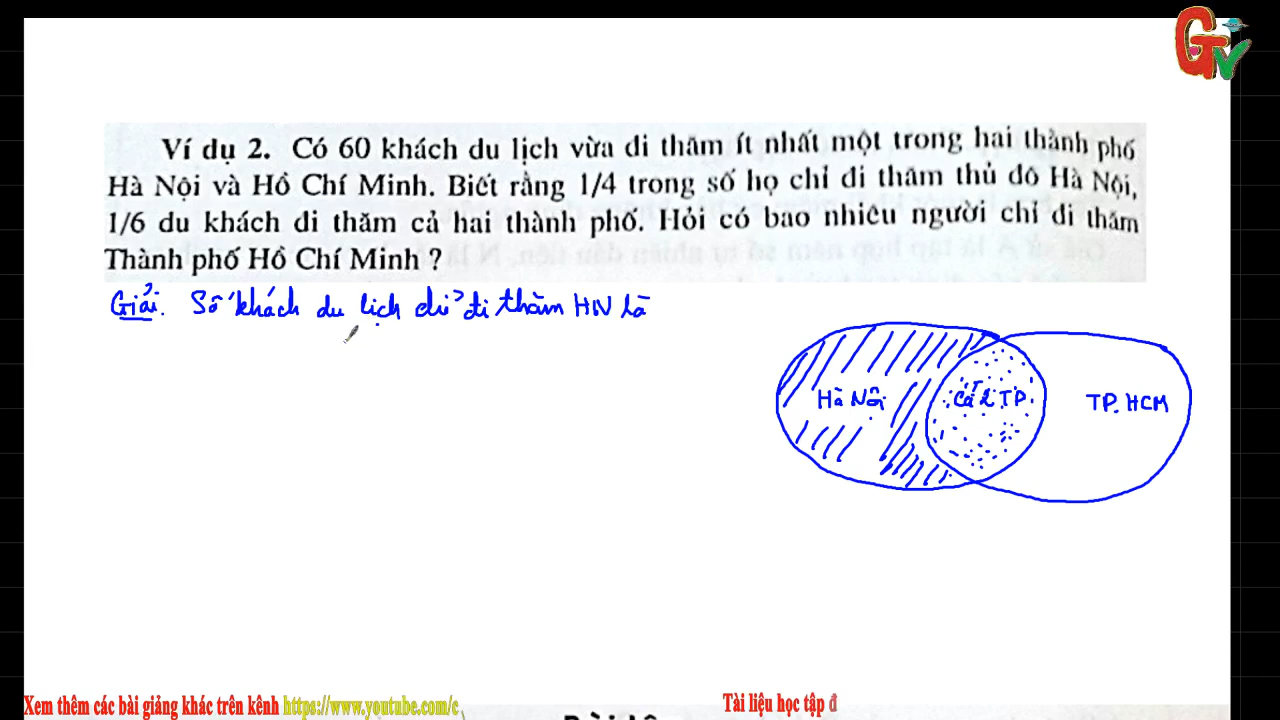 GTV
Ví dụ 2. Có 60 khách du lịch vừa đi thăm ít nhất một trong hai thành phố
Hà Nội và Hồ Chí Minh. Biết rằng 1/4 trong số họ chỉ đi thăm thủ đô Hà Nội,
1/6 du khách đi thăm cả hai thành phố. Hỏi có bao nhiêu người chỉ đi thăm
Thành phố Hồ Chí Minh ?
Giải. Số khách du lịch chỉ đi thăm HN là
Hà Nội
Cả 2 TP
TP. HCM
Xem thêm các bài giảng khác trên kênh https://www.youtube.com/c
Tài liệu học tập đ